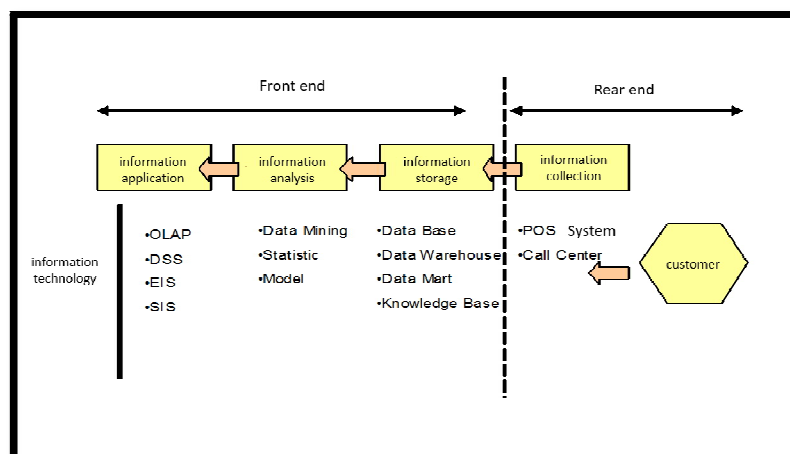 Front end
Rear end
information
application
information
analysis
information
storage
information
collection
information
technology
•OLAP
•DSS
•EIS
•SIS
•Data Mining
•Statistic
•Model
•Data Base
•Data Warehouse
•Data Mart
•Knowledge Base
•POS System
•Call Center
customer